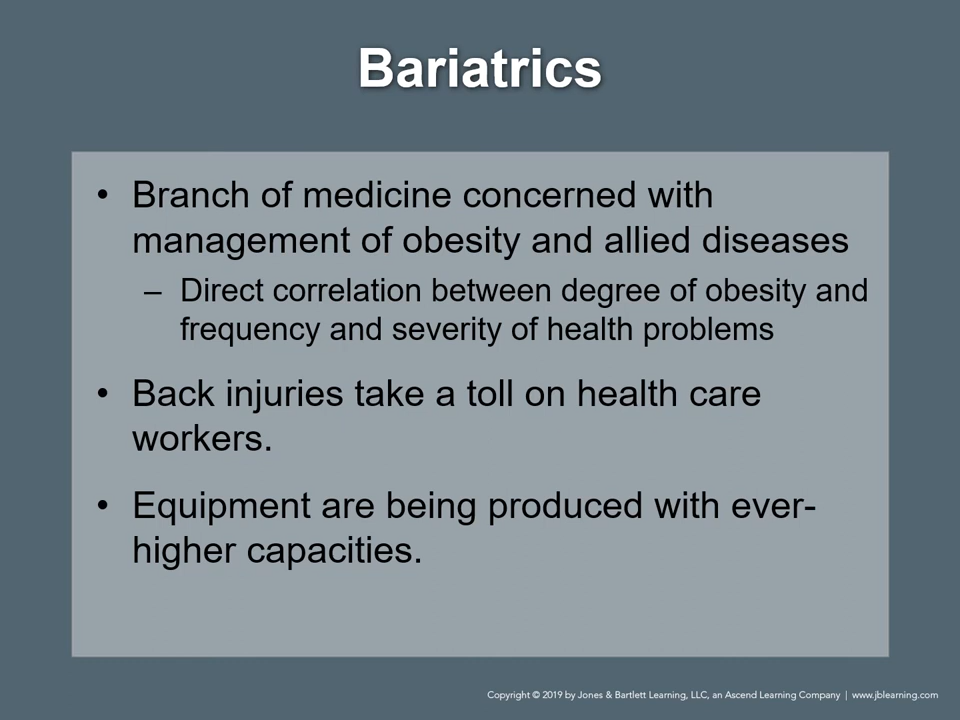 Bariatrics
• Branch of medicine concerned with
management of obesity and allied diseases
– Direct correlation between degree of obesity and
frequency and severity of health problems
• Back injuries take a toll on health care
workers.
• Equipment are being produced with ever-
higher capacities.
Copyright © 2019 by Jones & Bartlett Learning, LLC, an Ascend Learning Company | www.jblearning.com